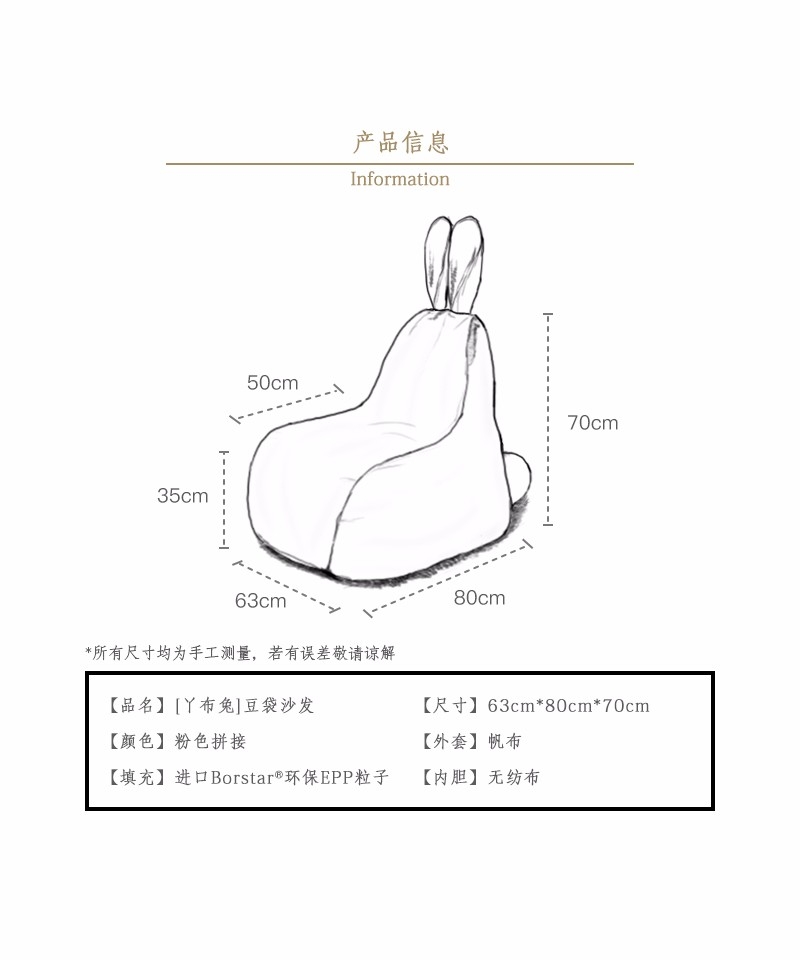 产品信息
Information
50cm
70cm
35cm
63cm
80cm
*所有尺寸均为手工测量，若有误差敬请谅解
【品名】[丫布兔]豆袋沙发
【尺寸】63cm*80cm*70cm
【颜色】粉色拼接
【外套】帆布
【填充】进口Borstar®环保EPP粒子
【内胆】无纺布